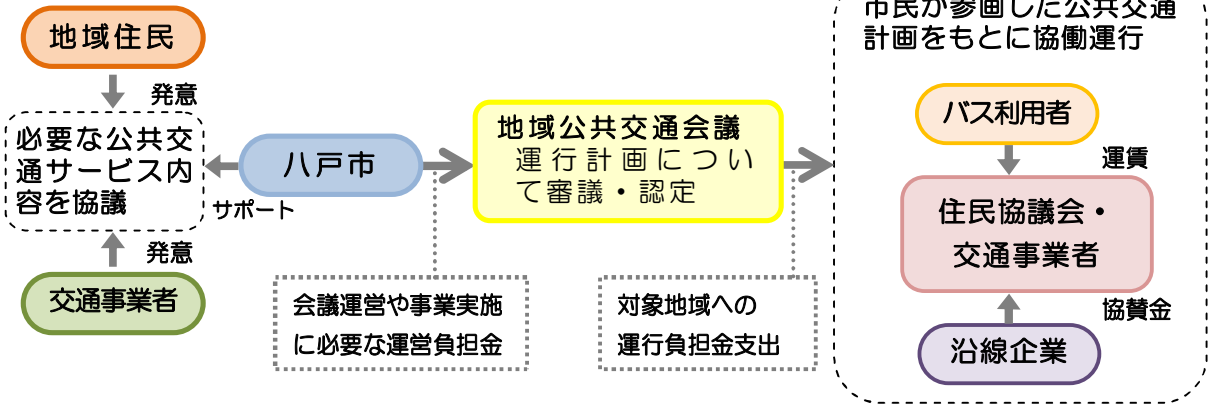 地域住民
発意
必要な公共交
通サービス内
容を協議
発意
交通事業者
八戸市
サポート
地域公共交通会議
運行計画につい
て審議・認定
会議運営や事業実施
に必要な運営負担金
対象地域への
運行負担金支出
市民が参画した公共交通
計画をもとに協働運行
バス利用者
運賃
住民協議会・
交通事業者
協賛金
沿線企業